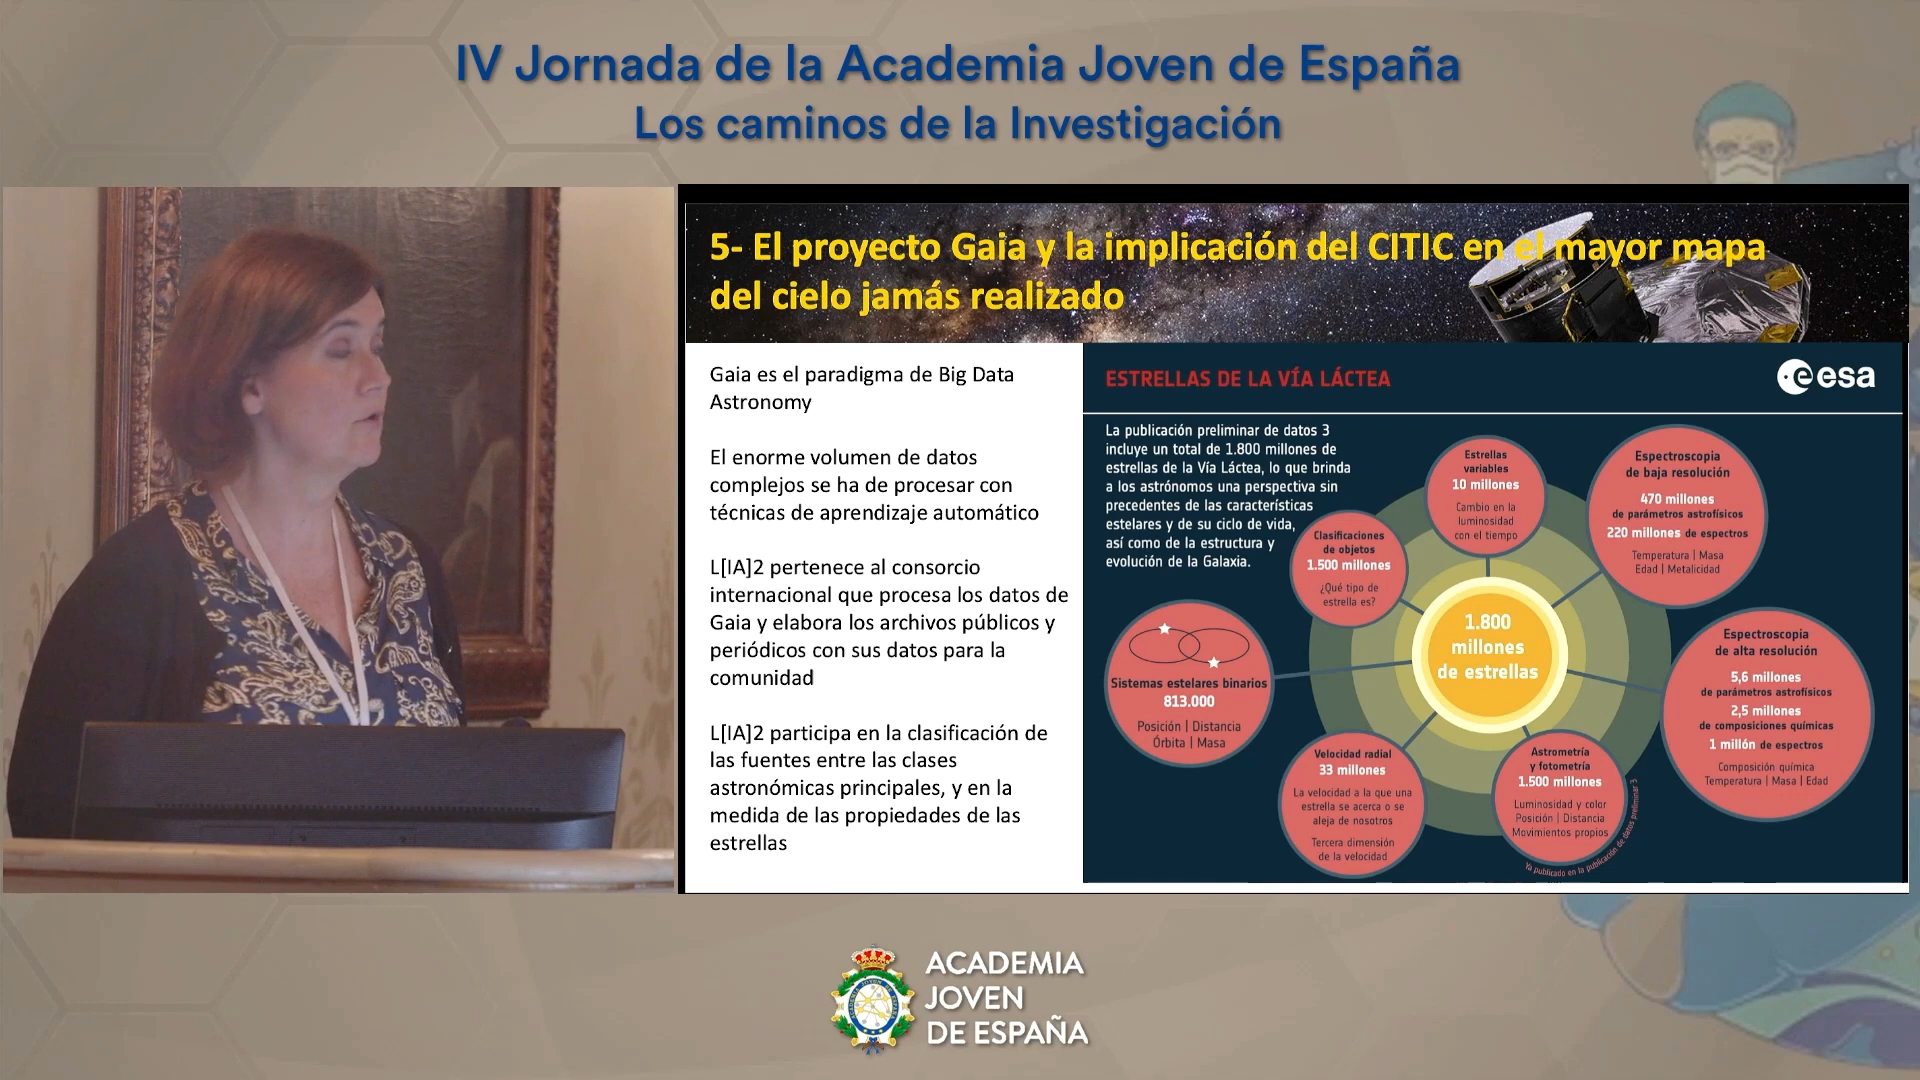 IV Jornada de la Academia Joven de España
Los caminos de la Investigación
5- El proyecto Gaia y la implicación del CITIC en el mayor mapa
del cielo jamás realizado
Gaia es el paradigma de Big Data
Astronomy
El enorme volumen de datos
complejos se ha de procesar con
técnicas de aprendizaje automático
L[IA]2 pertenece al consorcio
internacional que procesa los datos de
Gaia y elabora los archivos públicos y
periódicos con sus datos para la
comunidad
L[IA]2 participa en la clasificación de
las fuentes entre las clases
astronómicas principales, y en la
medida de las propiedades de las
estrellas
ESTRELLAS DE LA VÍA LÁCTEA
esa
La publicación preliminar de datos 3
incluye un total de 1.800 millones de
estrellas de la Vía Láctea, lo que brinda
a los astrónomos una perspectiva sin
precedentes de las características
estelares y de su ciclo de vida,
así como de la estructura y
evolución de la Galaxia.
Estrellas
variables
10 millones
Cambio en la
luminosidad
con el tiempo
Espectroscopia
de baja resolución
470 millones
de parámetros astrofísicos
220 millones de espectros
Temperatura | Masa
Edad | Metalicidad
Clasificaciones
de objetos
1.500 millones
¿Qué tipo de
estrella es?
1.800
millones
de estrellas
Sistemas estelares binarios
813.000
Posición | Distancia
Órbita | Masa
Espectroscopia
de alta resolución
5,6 millones
de parámetros astrofísicos
2,5 millones
de composiciones químicas
1 millón de espectros
Composición química
Temperatura | Masa | Edad
Velocidad radial
33 millones
La velocidad a la que una
estrella se acerca o se
aleja de nosotros
Tercera dimensión
de la velocidad
Astrometría
y fotometría
1.500 millones
Luminosidad y color
Posición | Distancia
Movimientos propios
Ya publicado en la publicación de datos preliminar 3
ACADEMIA
JOVEN
DE ESPAÑA